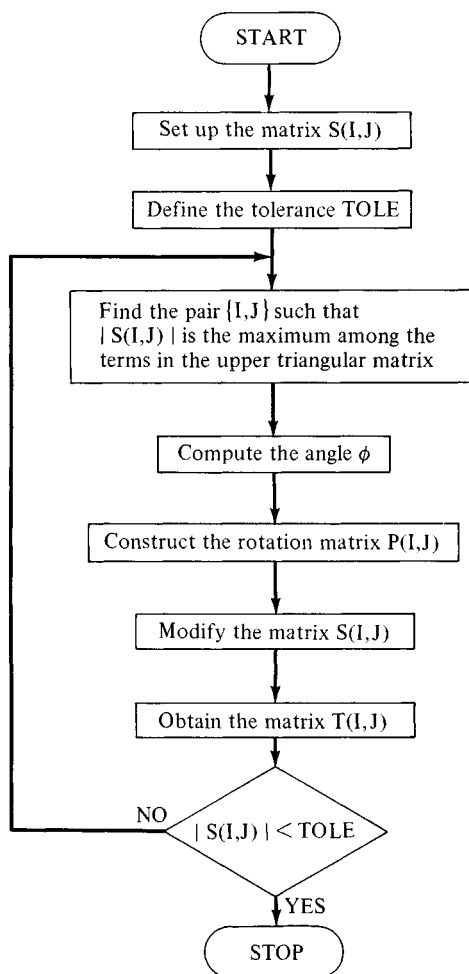 START
Set up the matrix S(I,J)
Define the tolerance TOLE
Find the pair {I,J} such that
| S(I,J) | is the maximum among the
terms in the upper triangular matrix
Compute the angle ϕ
Construct the rotation matrix P(I,J)
Modify the matrix S(I,J)
Obtain the matrix T(I,J)
NO
| S(I,J) | < TOLE
YES
STOP